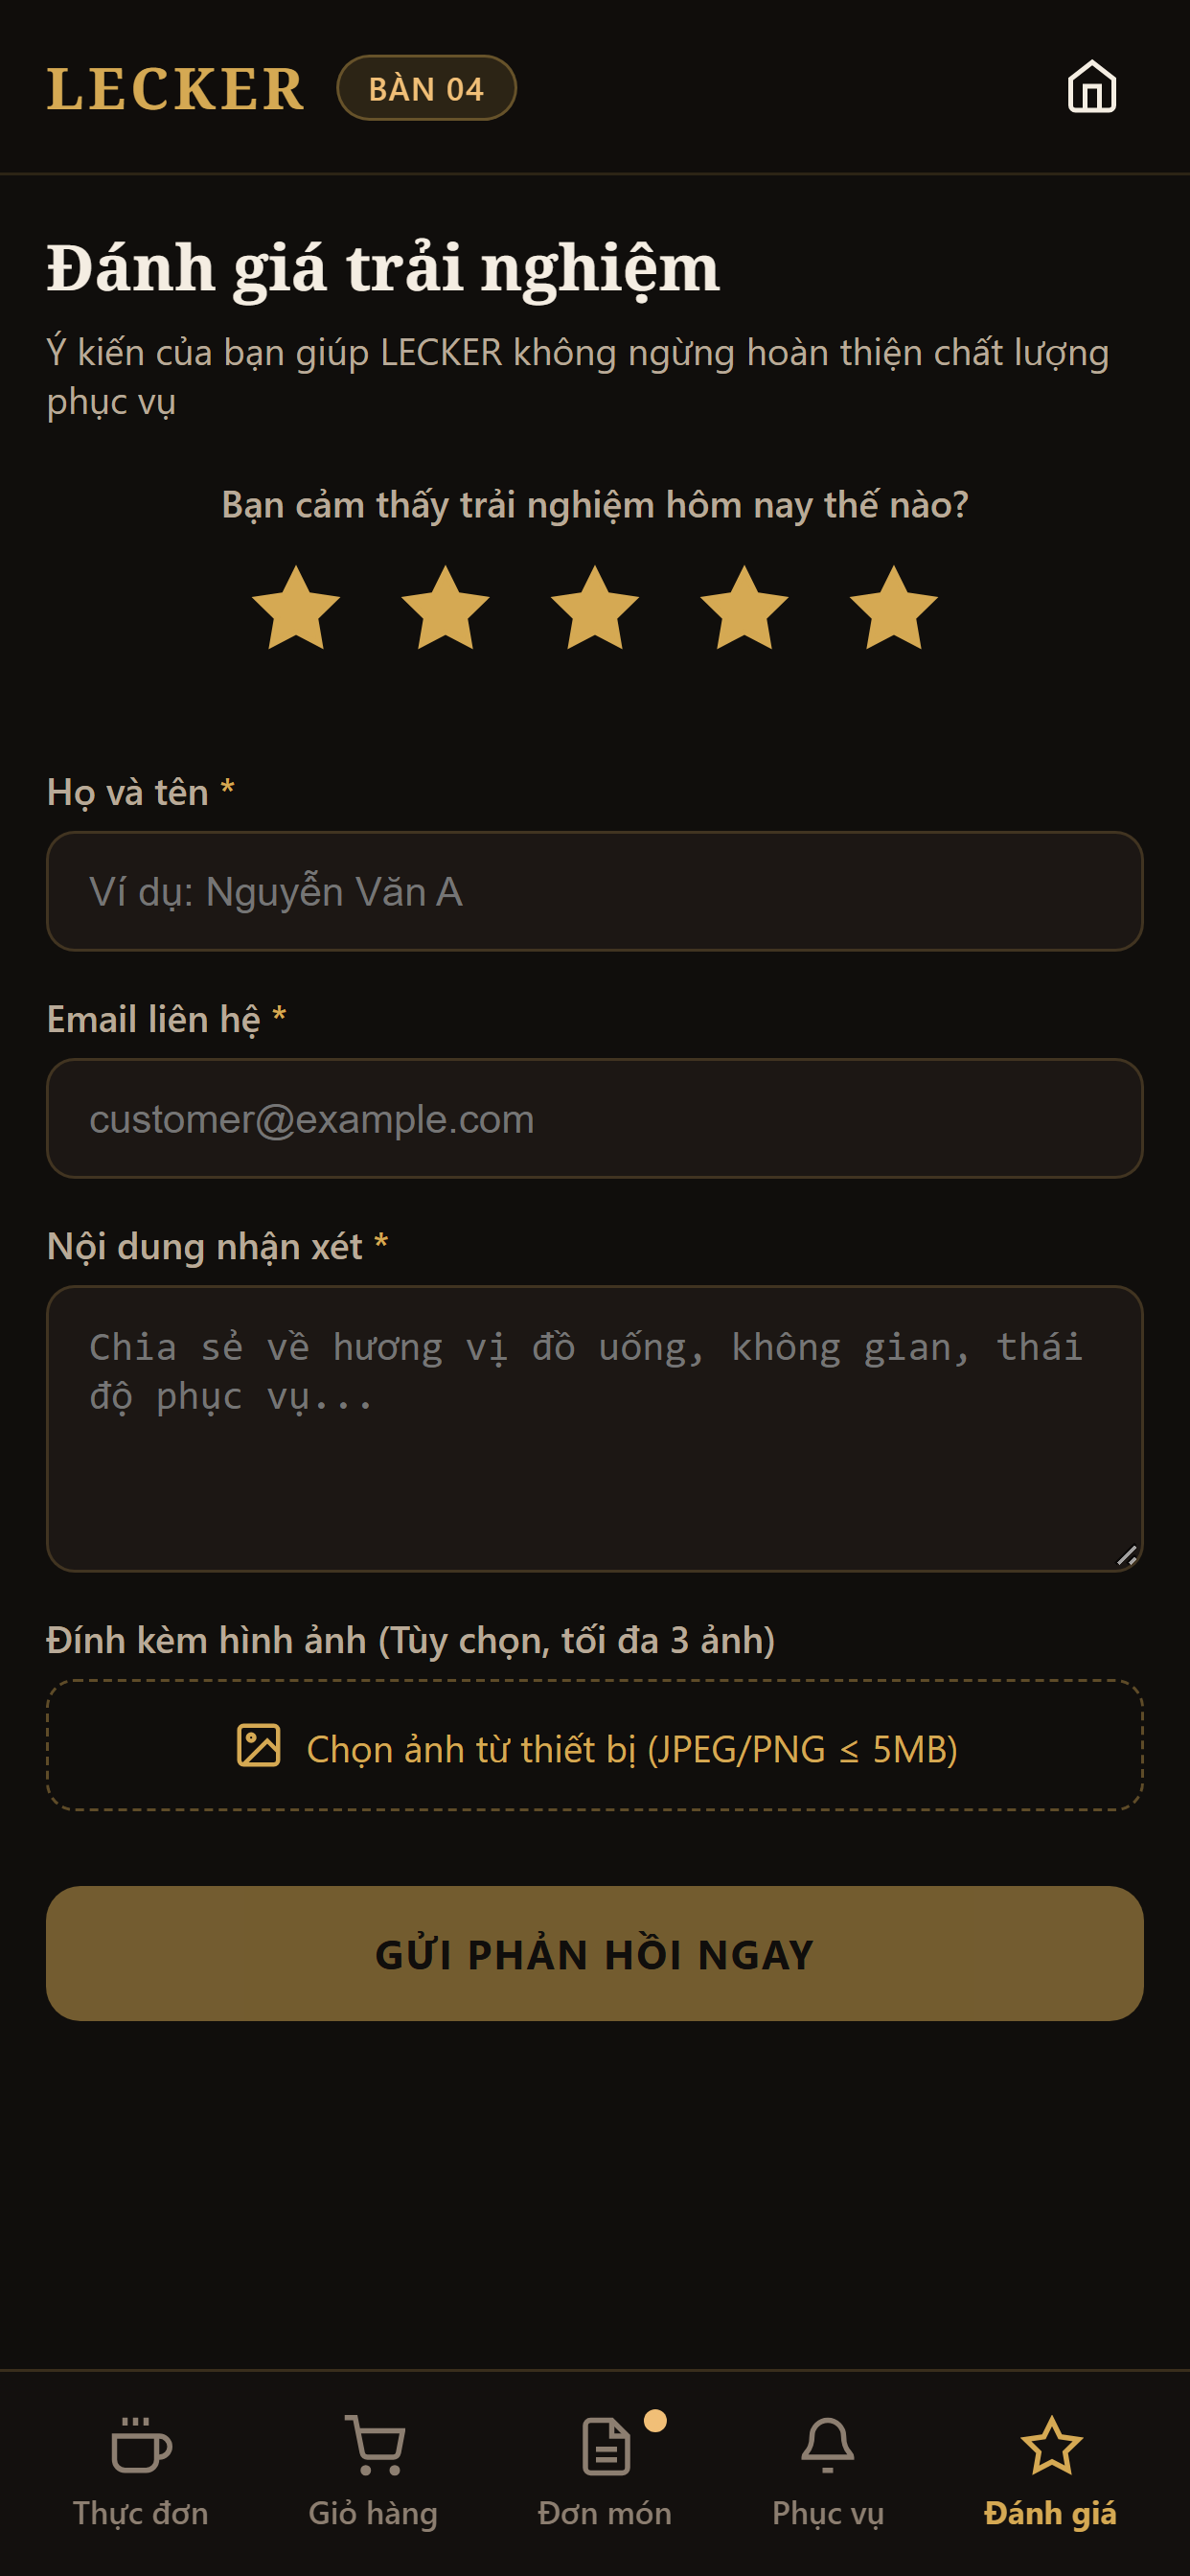 LECKER
BÀN 04
Đánh giá trải nghiệm
Ý kiến của bạn giúp LECKER không ngừng hoàn thiện chất lượng
phục vụ
Bạn cảm thấy trải nghiệm hôm nay thế nào?
Họ và tên *
Ví dụ: Nguyễn Văn A
Email liên hệ *
customer@example.com
Nội dung nhận xét *
Chia sẻ về hương vị đồ uống, không gian, thái
độ phục vụ...
Đính kèm hình ảnh (Tùy chọn, tối đa 3 ảnh)
Chọn ảnh từ thiết bị (JPEG/PNG ≤ 5MB)
GỬI PHẢN HỒI NGAY
Thực đơn
Giỏ hàng
Đơn món
Phục vụ
Đánh giá